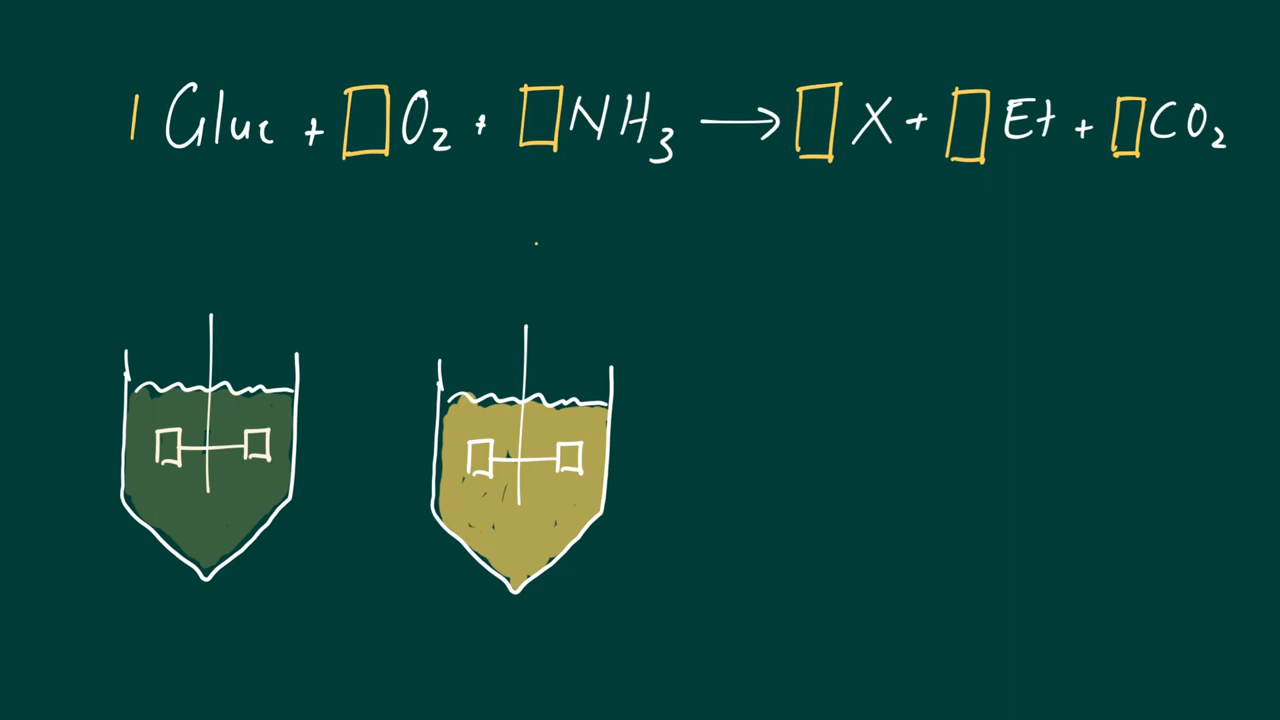 1 Gluc + □ O₂ + □ NH₃ → □ X + □ Et + □ CO₂